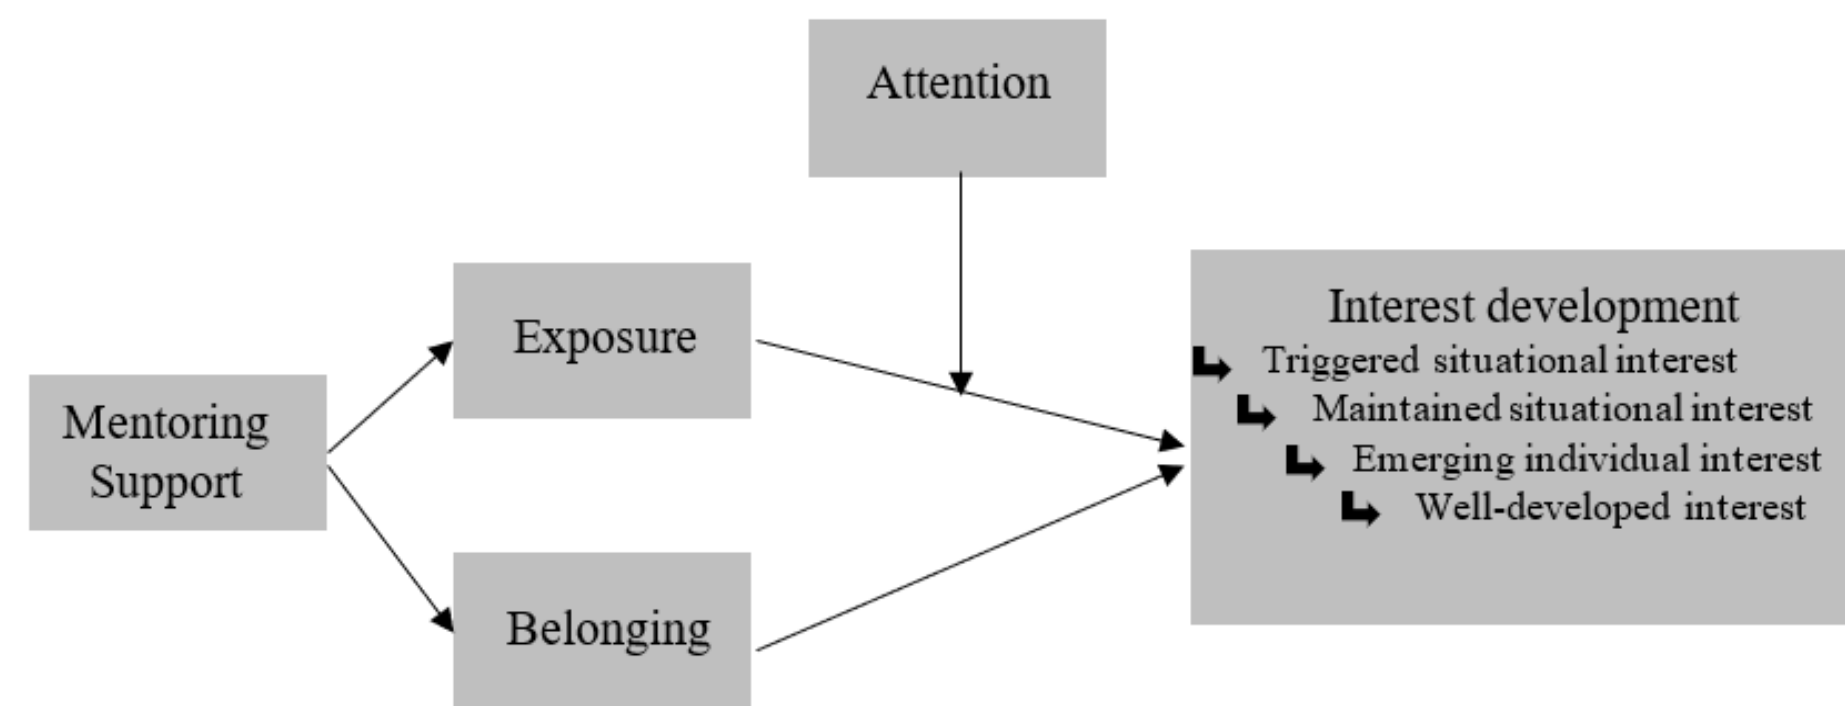 Attention
Exposure
Mentoring
Support
Belonging
Interest development
Triggered situational interest
Maintained situational interest
Emerging individual interest
Well-developed interest